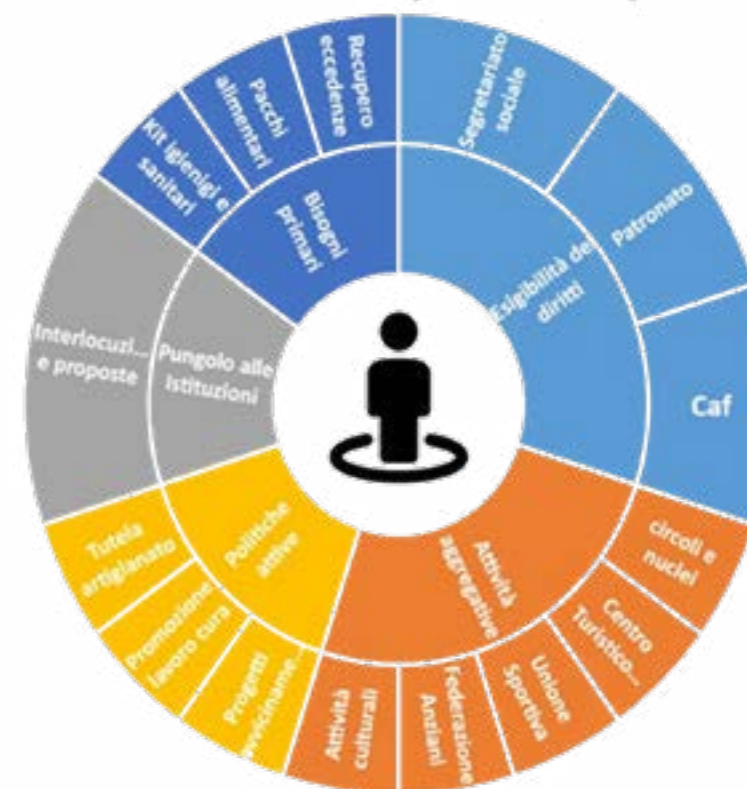 Segretariato
sociale
Patronato
Caf
Esigibilità dei
diritti
circoli e
nuclei
Centro
Turistico...
Unione
Sportiva
Federazione
Anziani
Attività
culturali
Attività
aggregative
Progetti
avviciname...
Promozione
lavoro cura
Tutela
artigianato
Politiche
attive
Interlocuzi...
e proposte
Pungolo alle
Istituzioni
Kit igienigi e
sanitari
Pacchi
alimentari
Recupero
eccedenze
Bisogni
primari